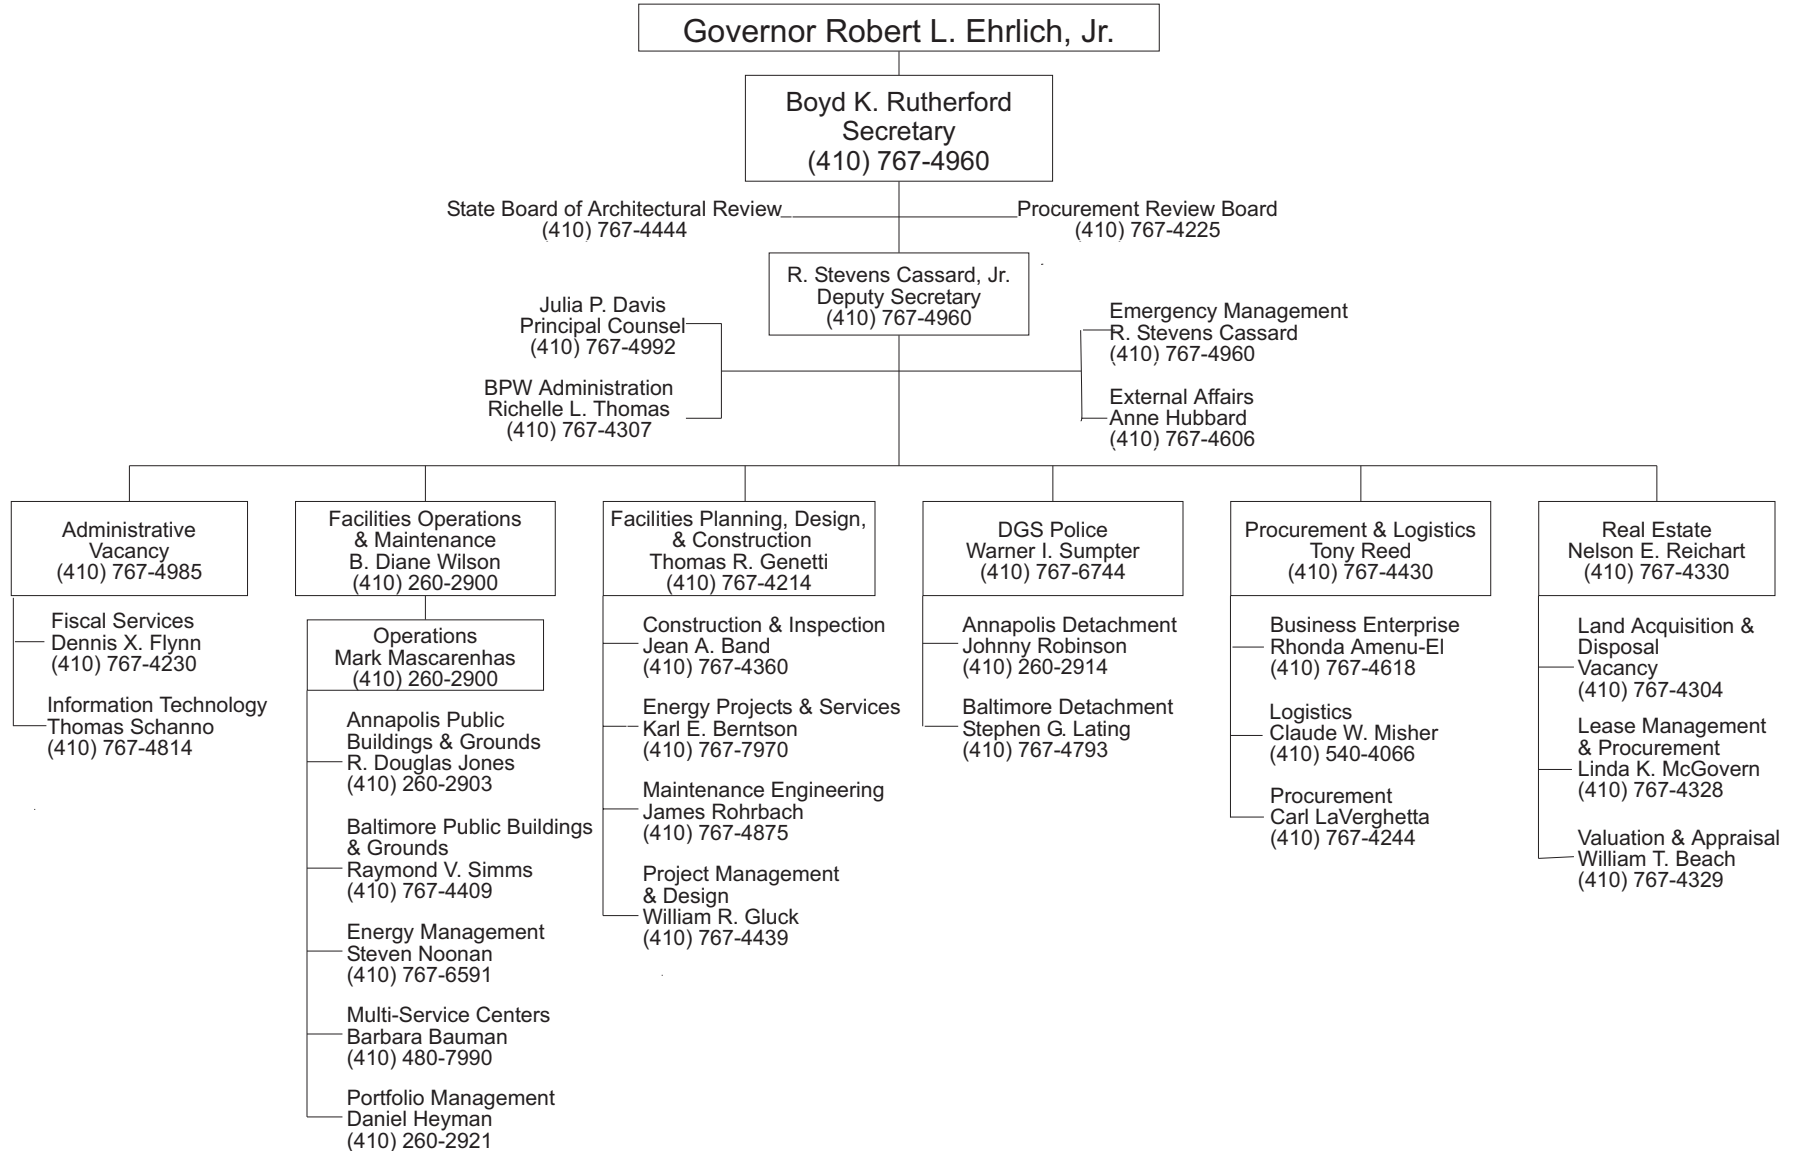 Governor Robert L. Ehrlich, Jr.
Boyd K. Rutherford
Secretary
(410) 767-4960
State Board of Architectural Review
(410) 767-4444
Procurement Review Board
(410) 767-4225
R. Stevens Cassard, Jr.
Deputy Secretary
(410) 767-4960
Julia P. Davis
Principal Counsel
(410) 767-4992
BPW Administration
Richelle L. Thomas
(410) 767-4307
Emergency Management
R. Stevens Cassard
(410) 767-4960
External Affairs
Anne Hubbard
(410) 767-4606
Administrative
Vacancy
(410) 767-4985
Fiscal Services
Dennis X. Flynn
(410) 767-4230
Information Technology
Thomas Schanno
(410) 767-4814
Facilities Operations
& Maintenance
B. Diane Wilson
(410) 260-2900
Operations
Mark Mascarenhas
(410) 260-2900
Annapolis Public
Buildings & Grounds
R. Douglas Jones
(410) 260-2903
Baltimore Public Buildings
& Grounds
Raymond V. Simms
(410) 767-4409
Energy Management
Steven Noonan
(410) 767-6591
Multi-Service Centers
Barbara Bauman
(410) 480-7990
Portfolio Management
Daniel Heyman
(410) 260-2921
Facilities Planning, Design,
& Construction
Thomas R. Genetti
(410) 767-4214
Construction & Inspection
Jean A. Band
(410) 767-4360
Energy Projects & Services
Karl E. Berntson
(410) 767-7970
Maintenance Engineering
James Rohrbach
(410) 767-4875
Project Management
& Design
William R. Gluck
(410) 767-4439
DGS Police
Warner I. Sumpter
(410) 767-6744
Annapolis Detachment
Johnny Robinson
(410) 260-2914
Baltimore Detachment
Stephen G. Lating
(410) 767-4793
Procurement & Logistics
Tony Reed
(410) 767-4430
Business Enterprise
Rhonda Amenu-El
(410) 767-4618
Logistics
Claude W. Misher
(410) 540-4066
Procurement
Carl LaVerghetta
(410) 767-4244
Real Estate
Nelson E. Reichart
(410) 767-4330
Land Acquisition &
Disposal
Vacancy
(410) 767-4304
Lease Management
& Procurement
Linda K. McGovern
(410) 767-4328
Valuation & Appraisal
William T. Beach
(410) 767-4329